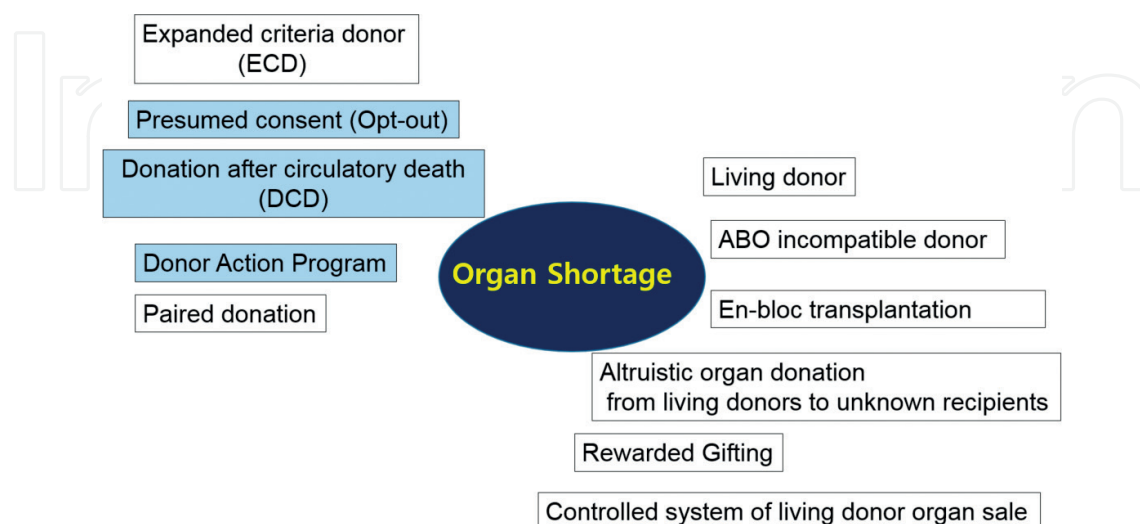 Expanded criteria donor
(ECD)
Presumed consent (Opt-out)
Donation after circulatory death
(DCD)
Donor Action Program
Paired donation
Organ Shortage
Living donor
ABO incompatible donor
En-bloc transplantation
Altruistic organ donation
from living donors to unknown recipients
Rewarded Gifting
Controlled system of living donor organ sale